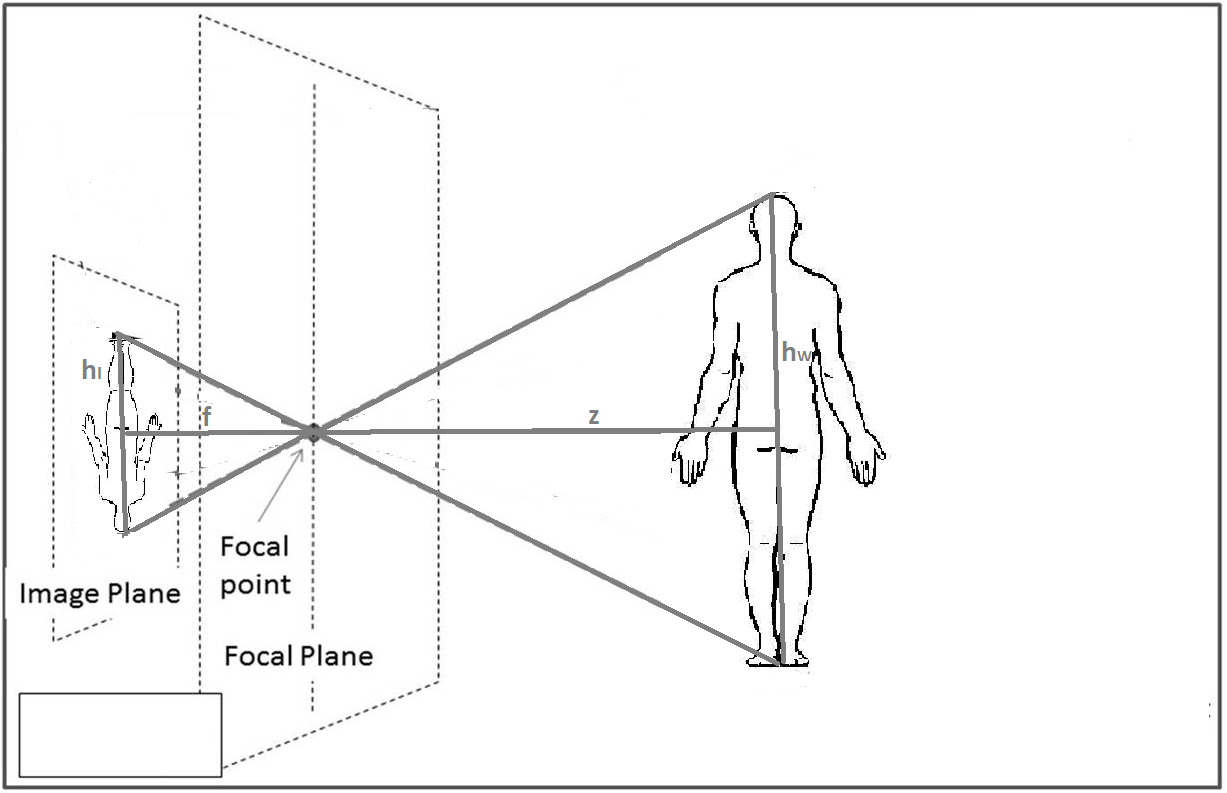 hI
f
z
hw
Focal
point
Image Plane
Focal Plane